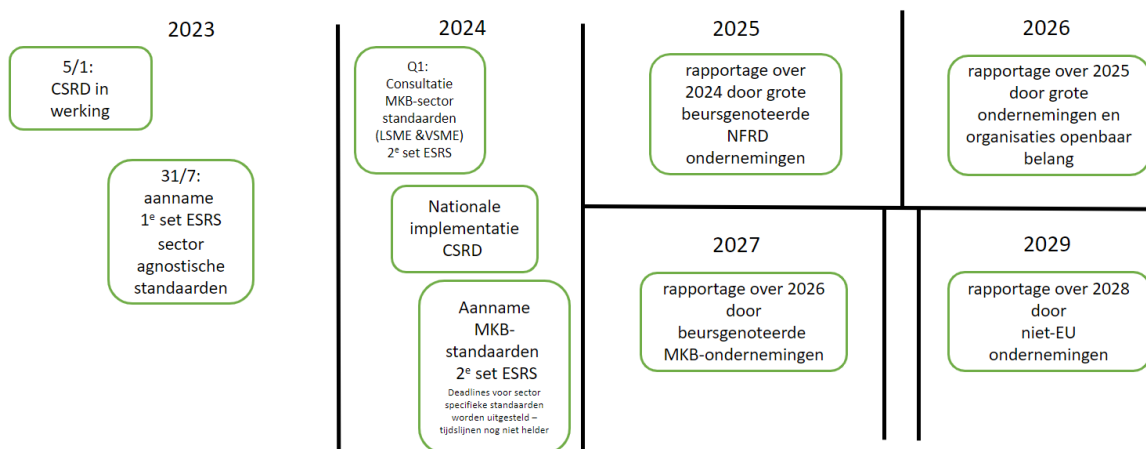 2023
5/1:
CSRD in
werking
31/7:
aanname
1e set ESRS
sector
agnostische
standaarden
2024
Q1:
Consultatie
MKB-sector
standaarden
(LSME &VSME)
2e set ESRS
Nationale
implementatie
CSRD
Aanname
MKB-
standaarden
2e set ESRS
Deadlines voor sector
specifieke standaarden
worden uitgesteld –
tijdslijnen nog niet helder
2025
rapportage over
2024 door grote
beursgenoteerde
NFRD
ondernemingen
2026
rapportage over 2025
door grote
ondernemingen en
organisaties openbaar
belang
2027
rapportage over 2026
door
beursgenoteerde
MKB-ondernemingen
2029
rapportage over 2028
door
niet-EU
ondernemingen